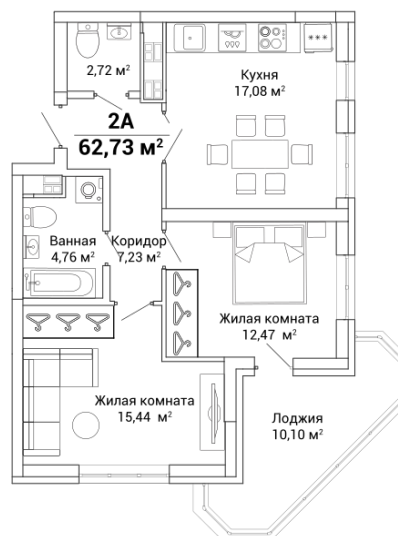 2,72 м²
Кухня
17,08 м²
2А
62,73 м²
Ванная
4,76 м²
Коридор
7,23 м²
Жилая комната
12,47 м²
Жилая комната
15,44 м²
Лоджия
10,10 м²